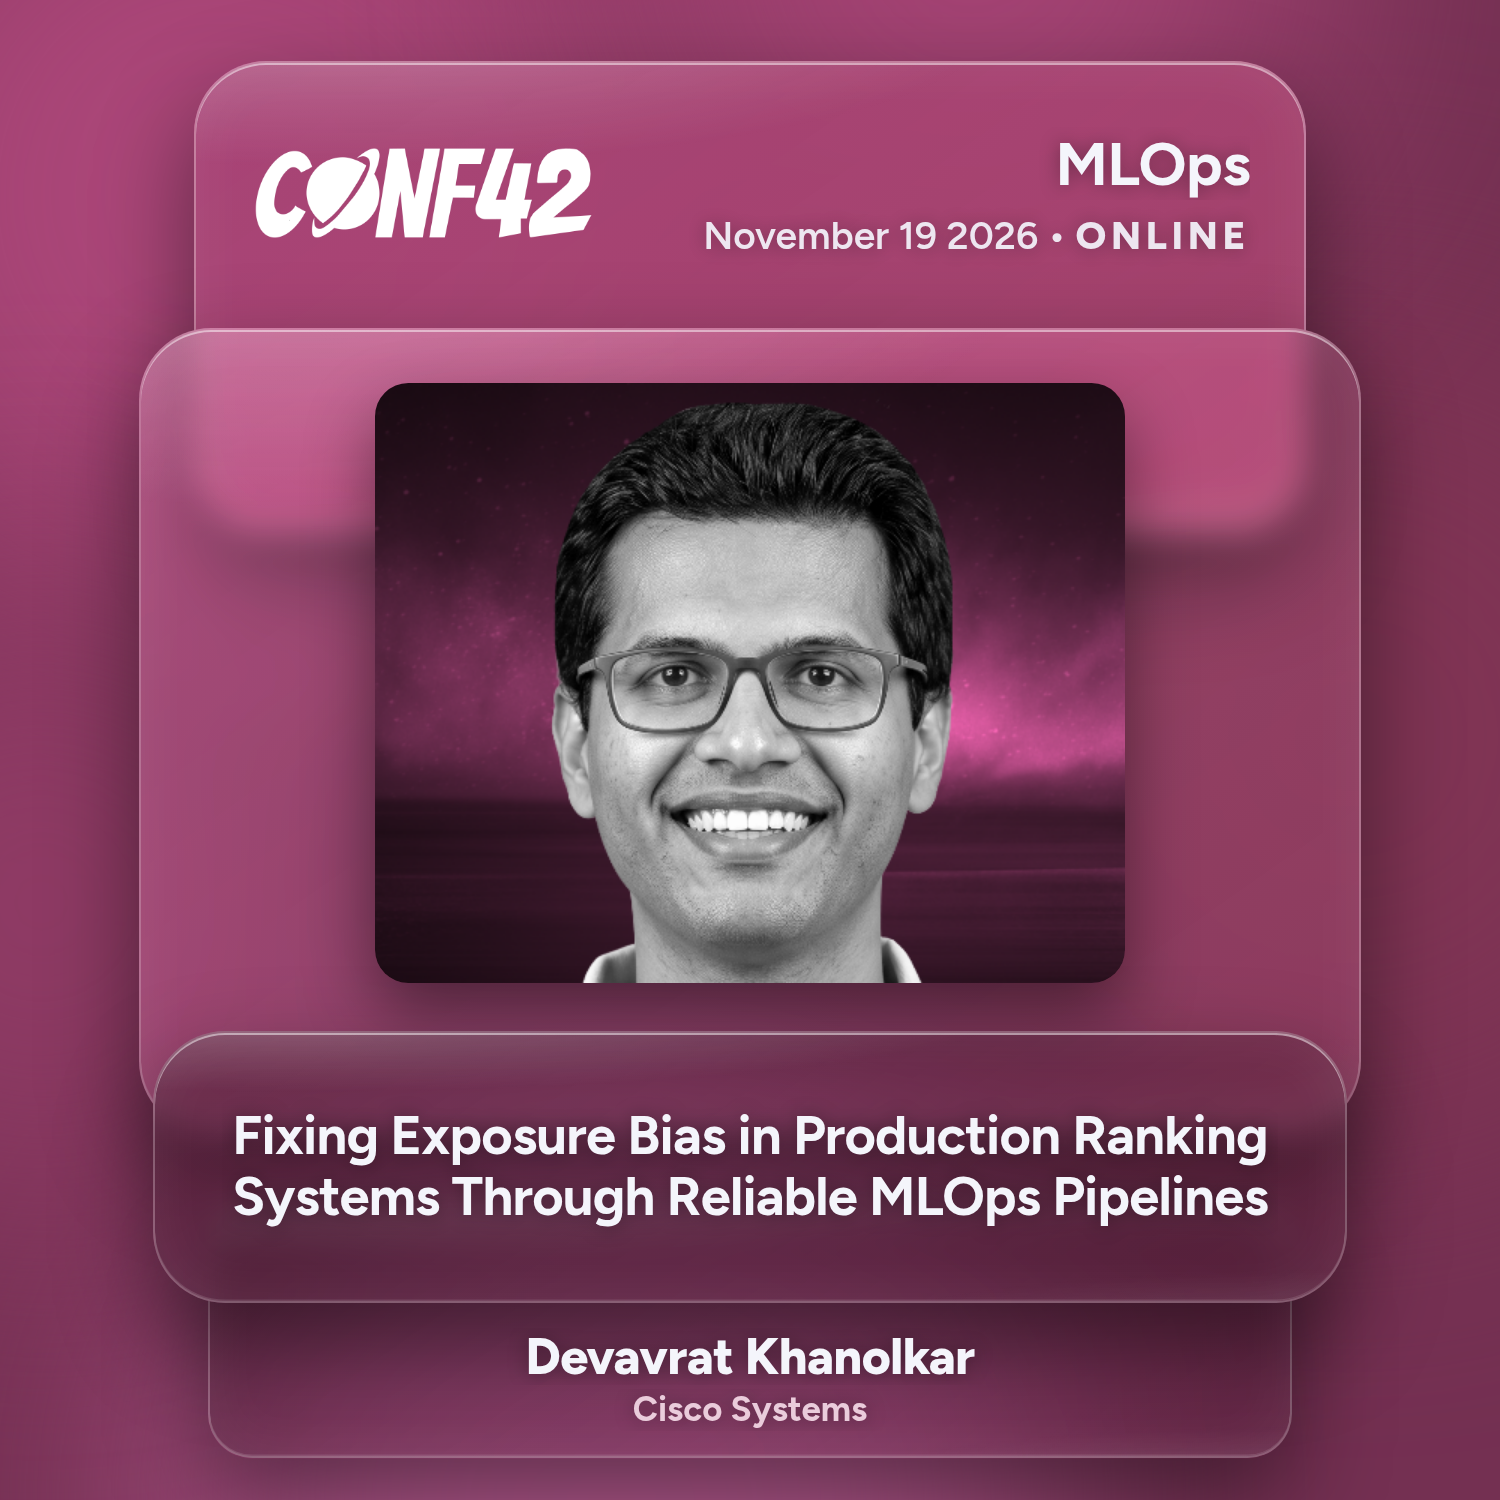 CONF42
MLOps
November 19 2026 • ONLINE
Fixing Exposure Bias in Production Ranking
Systems Through Reliable MLOps Pipelines
Devavrat Khanolkar
Cisco Systems